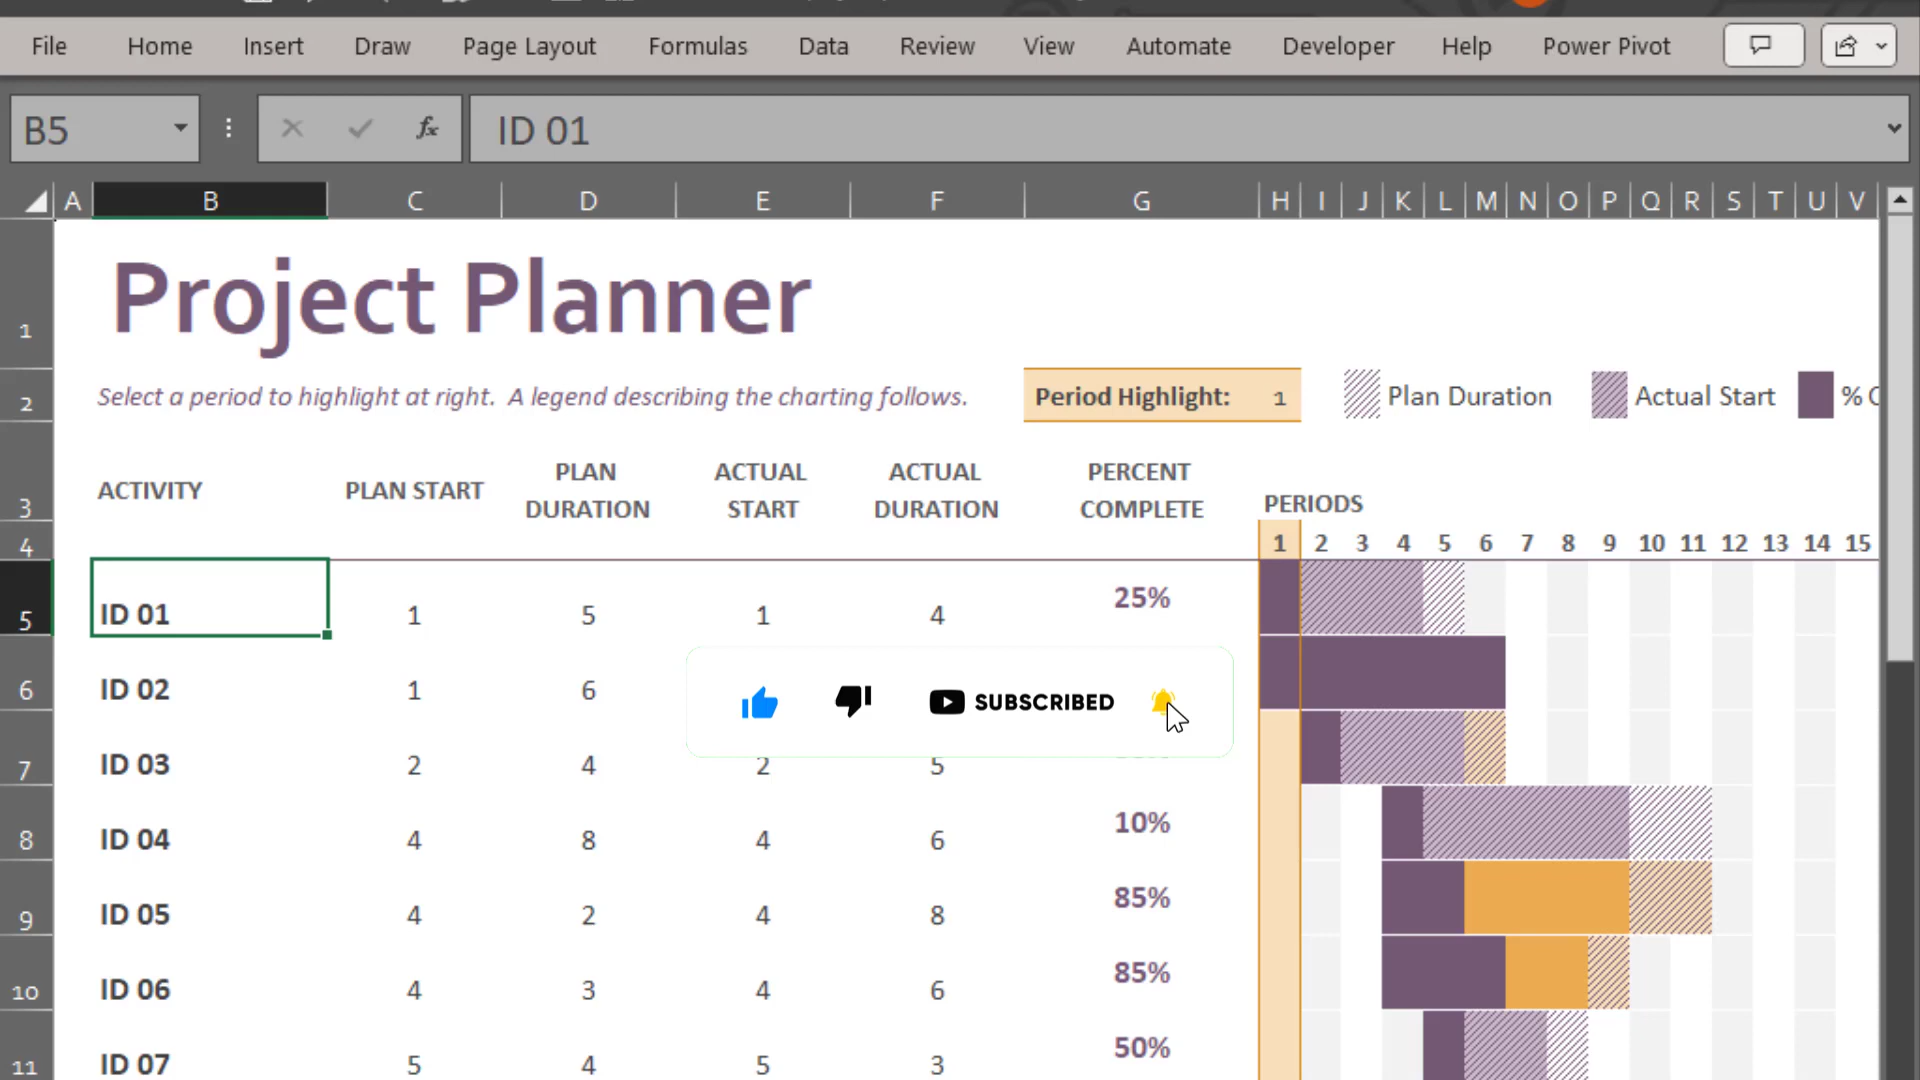 File Home Insert Draw Page Layout Formulas Data Review View Automate Developer Help Power Pivot
B5 fx ID 01
A B C D E F G H I J K L M N O P Q R S T U V
1 Project Planner
2 Select a period to highlight at right. A legend describing the charting follows. Period Highlight: 1 Plan Duration Actual Start % C
3 ACTIVITY PLAN START PLAN DURATION ACTUAL START ACTUAL DURATION PERCENT COMPLETE PERIODS
4 1 2 3 4 5 6 7 8 9 10 11 12 13 14 15
5 ID 01 1 5 1 4 25%
6 ID 02 1 6
SUBSCRIBED
7 ID 03 2 4 2 5
8 ID 04 4 8 4 6 10%
9 ID 05 4 2 4 8 85%
10 ID 06 4 3 4 6 85%
11 ID 07 5 4 5 3 50%